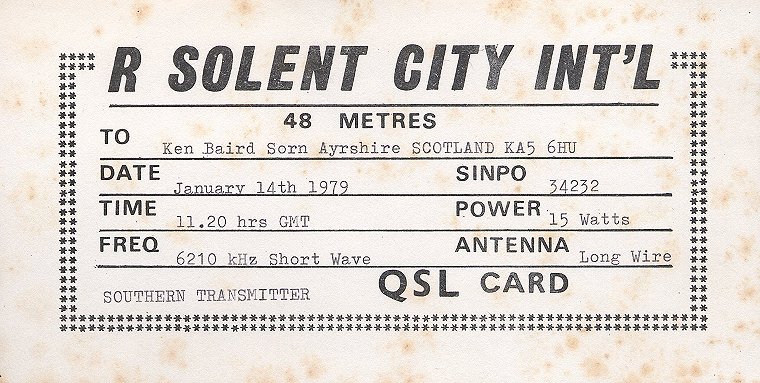 R SOLENT CITY INT'L
48 METRES
TO Ken Baird Sorn Ayrshire SCOTLAND KA5 6HU
DATE January 14th 1979 SINPO 34232
TIME 11.20 hrs GMT POWER 15 Watts
FREQ 6210 kHz Short Wave ANTENNA Long Wire
SOUTHERN TRANSMITTER QSL CARD